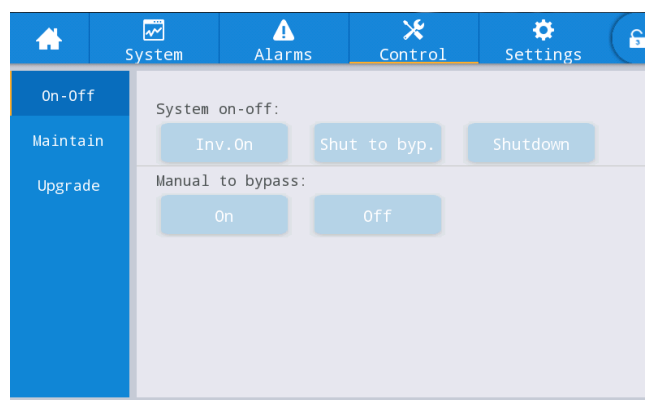 System Alarms Control Settings
On-Off
Maintain
Upgrade
System on-off:
Inv.On Shut to byp. Shutdown
Manual to bypass:
On Off